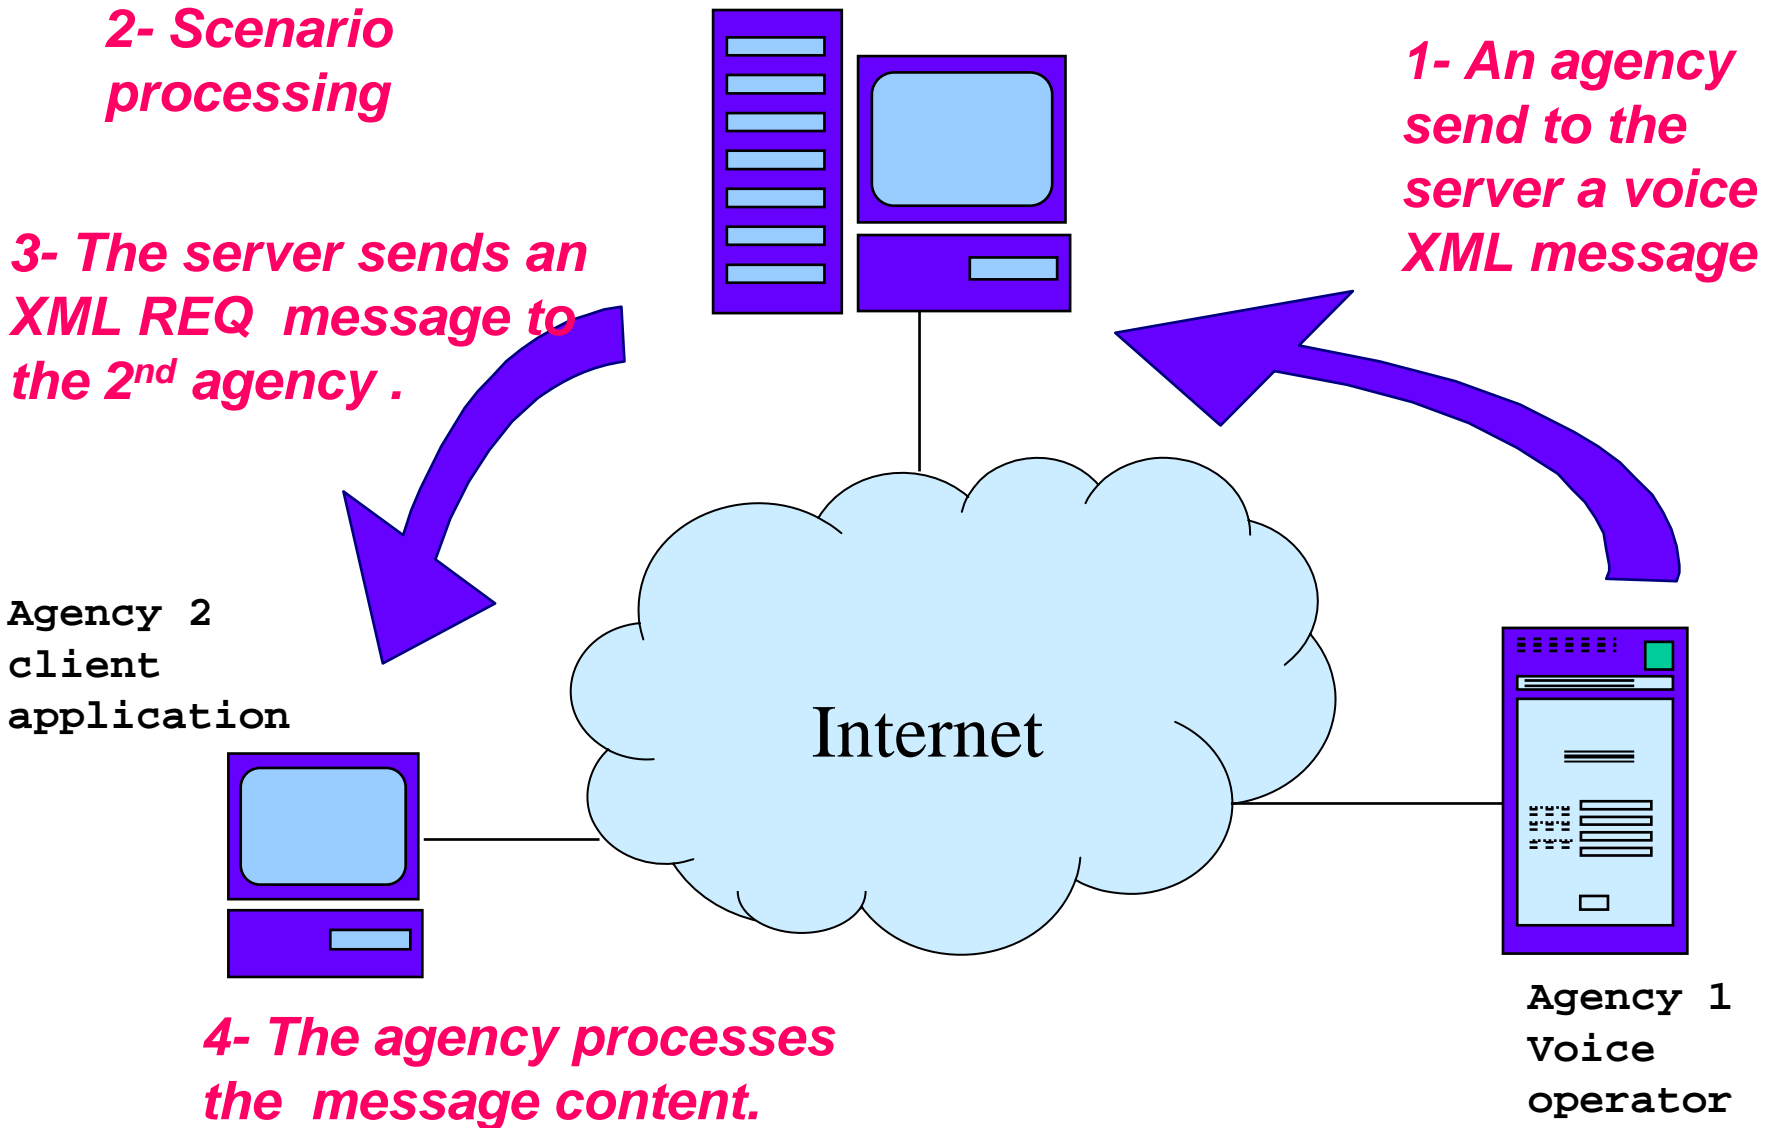 2- Scenario
processing
1- An agency
send to the
server a voice
XML message
3- The server sends an
XML REQ message to
the 2nd agency .
Agency 2
client
application
Internet
Agency 1
Voice
operator
4- The agency processes
the message content.